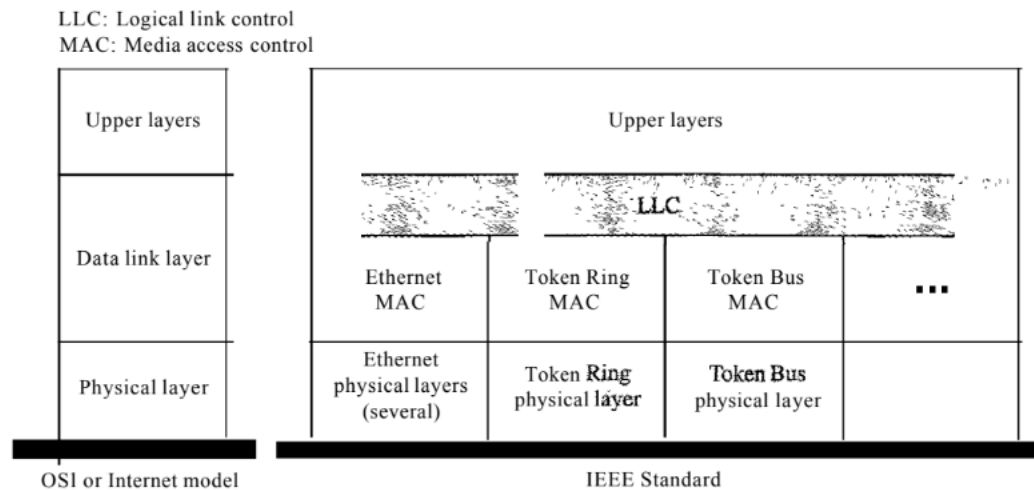 LLC: Logical link control
MAC: Media access control
Upper layers
Data link layer
Physical layer
OSI or Internet model
Upper layers
LLC
Ethernet
MAC
Token Ring
MAC
Token Bus
MAC
...
Ethernet
physical layers
(several)
Token Ring
physical layer
Token Bus
physical layer
IEEE Standard